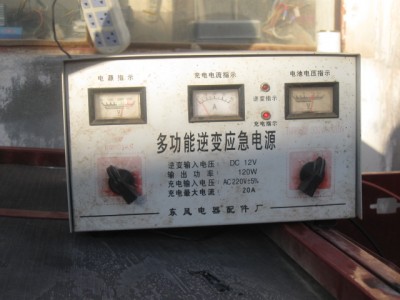 电源指示
充电电流指示
电池电压指示
逆变指示
A
充电指示
多功能逆变应急电源
逆变输入电压: DC 12V
输出功率: 120W
充电输入电压: AC220V±5%
充电最大电流: 20A
东风电器配件厂